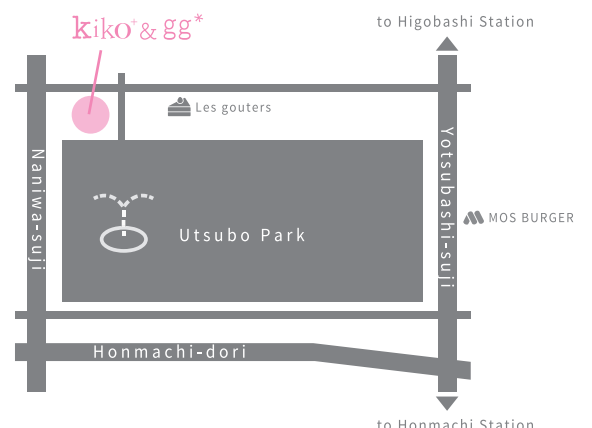 to Higobashi Station
kiko+ & gg*
Les gouters
Naniwa-suji
Yotsubashi-suji
MOS BURGER
Utsubo Park
Honmachi-dori
to Honmachi Station